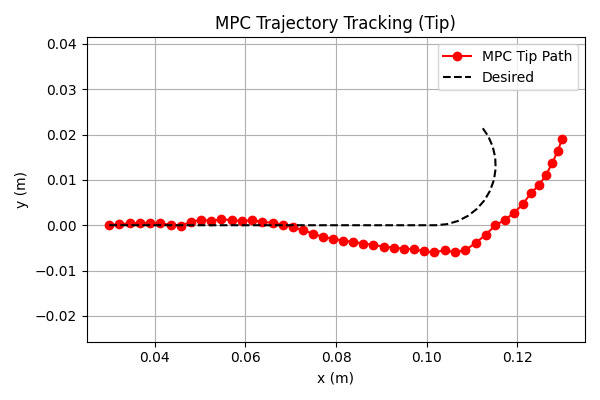 MPC Trajectory Tracking (Tip)
MPC Tip Path
Desired
y (m)
0.04
0.03
0.02
0.01
0.00
−0.01
−0.02
0.04 0.06 0.08 0.10 0.12
x (m)